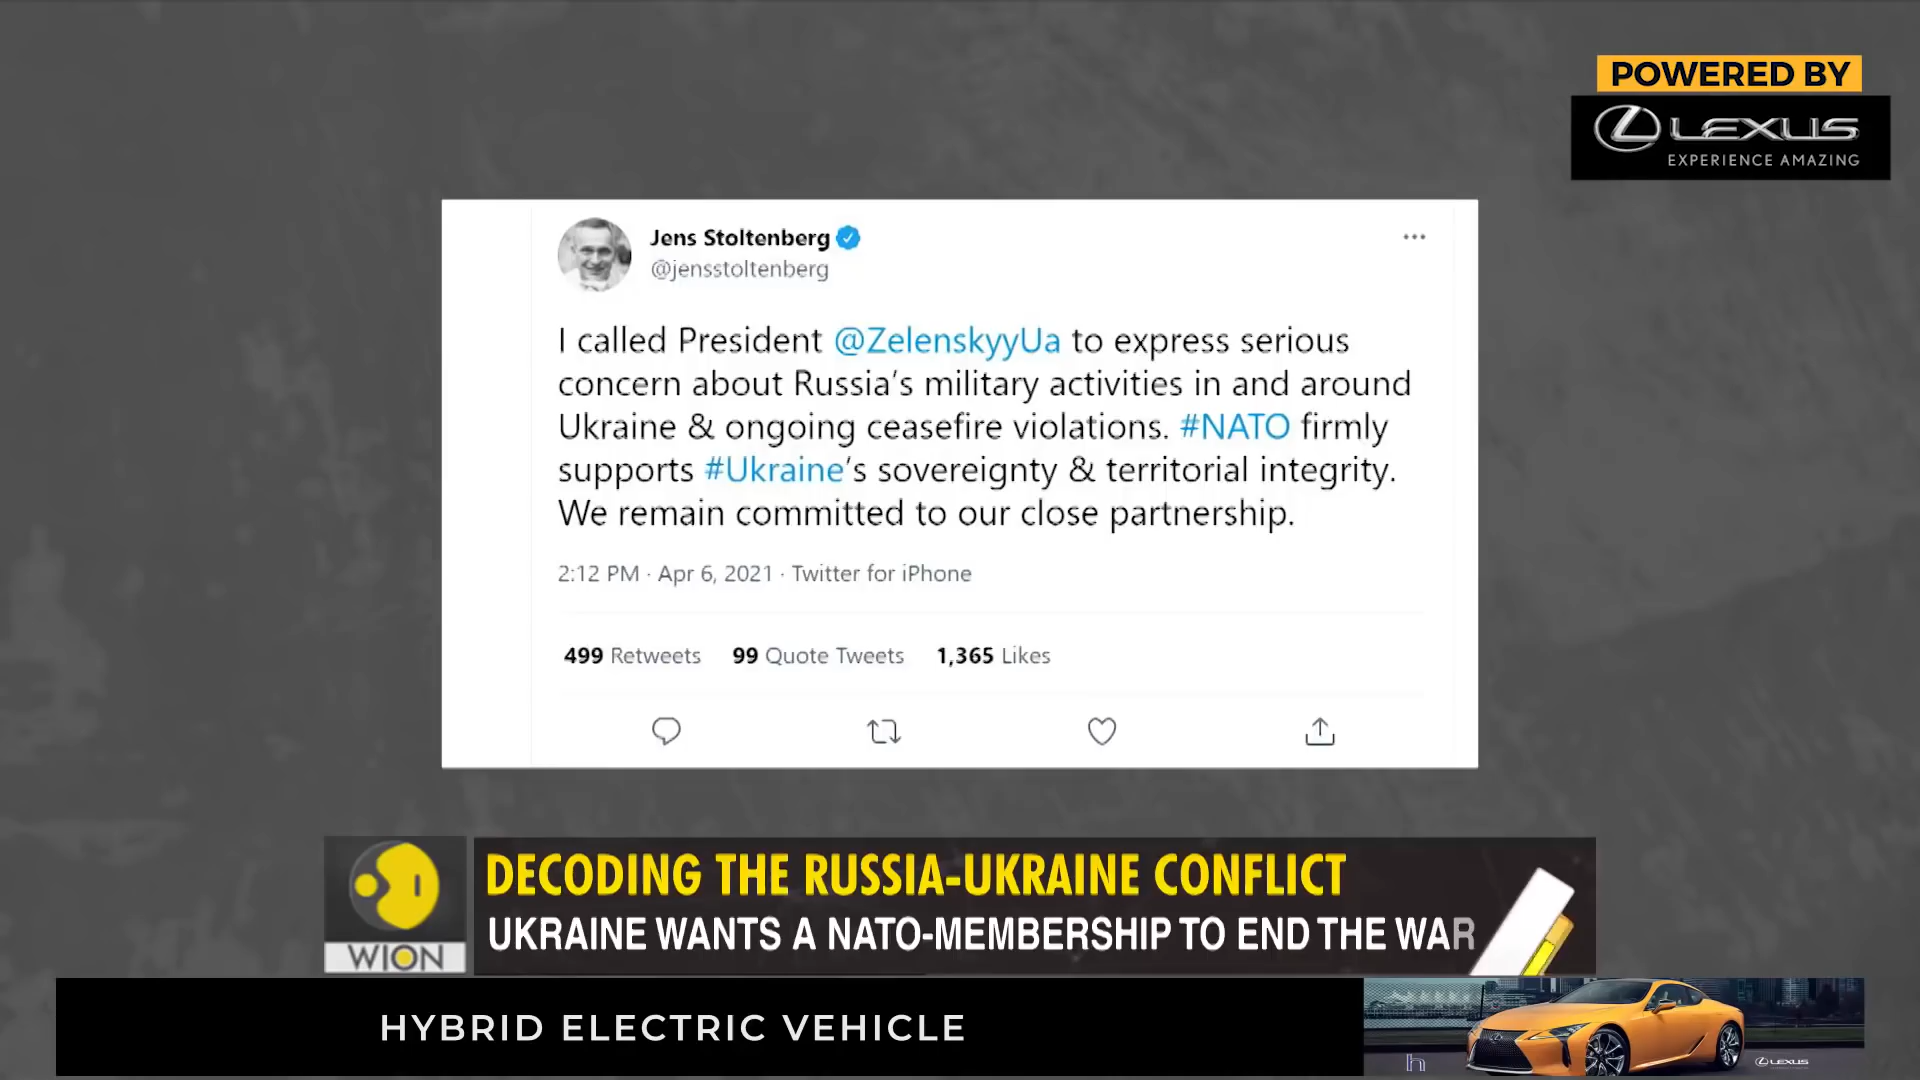 POWERED BY
LEXUS
EXPERIENCE AMAZING
Jens Stoltenberg
@jensstoltenberg
I called President @ZelenskyyUa to express serious
concern about Russia's military activities in and around
Ukraine & ongoing ceasefire violations. #NATO firmly
supports #Ukraine's sovereignty & territorial integrity.
We remain committed to our close partnership.
2:12 PM · Apr 6, 2021 · Twitter for iPhone
499 Retweets 99 Quote Tweets 1,365 Likes
DECODING THE RUSSIA-UKRAINE CONFLICT
UKRAINE WANTS A NATO-MEMBERSHIP TO END THE WAR
WION
HYBRID ELECTRIC VEHICLE
h
LEXUS